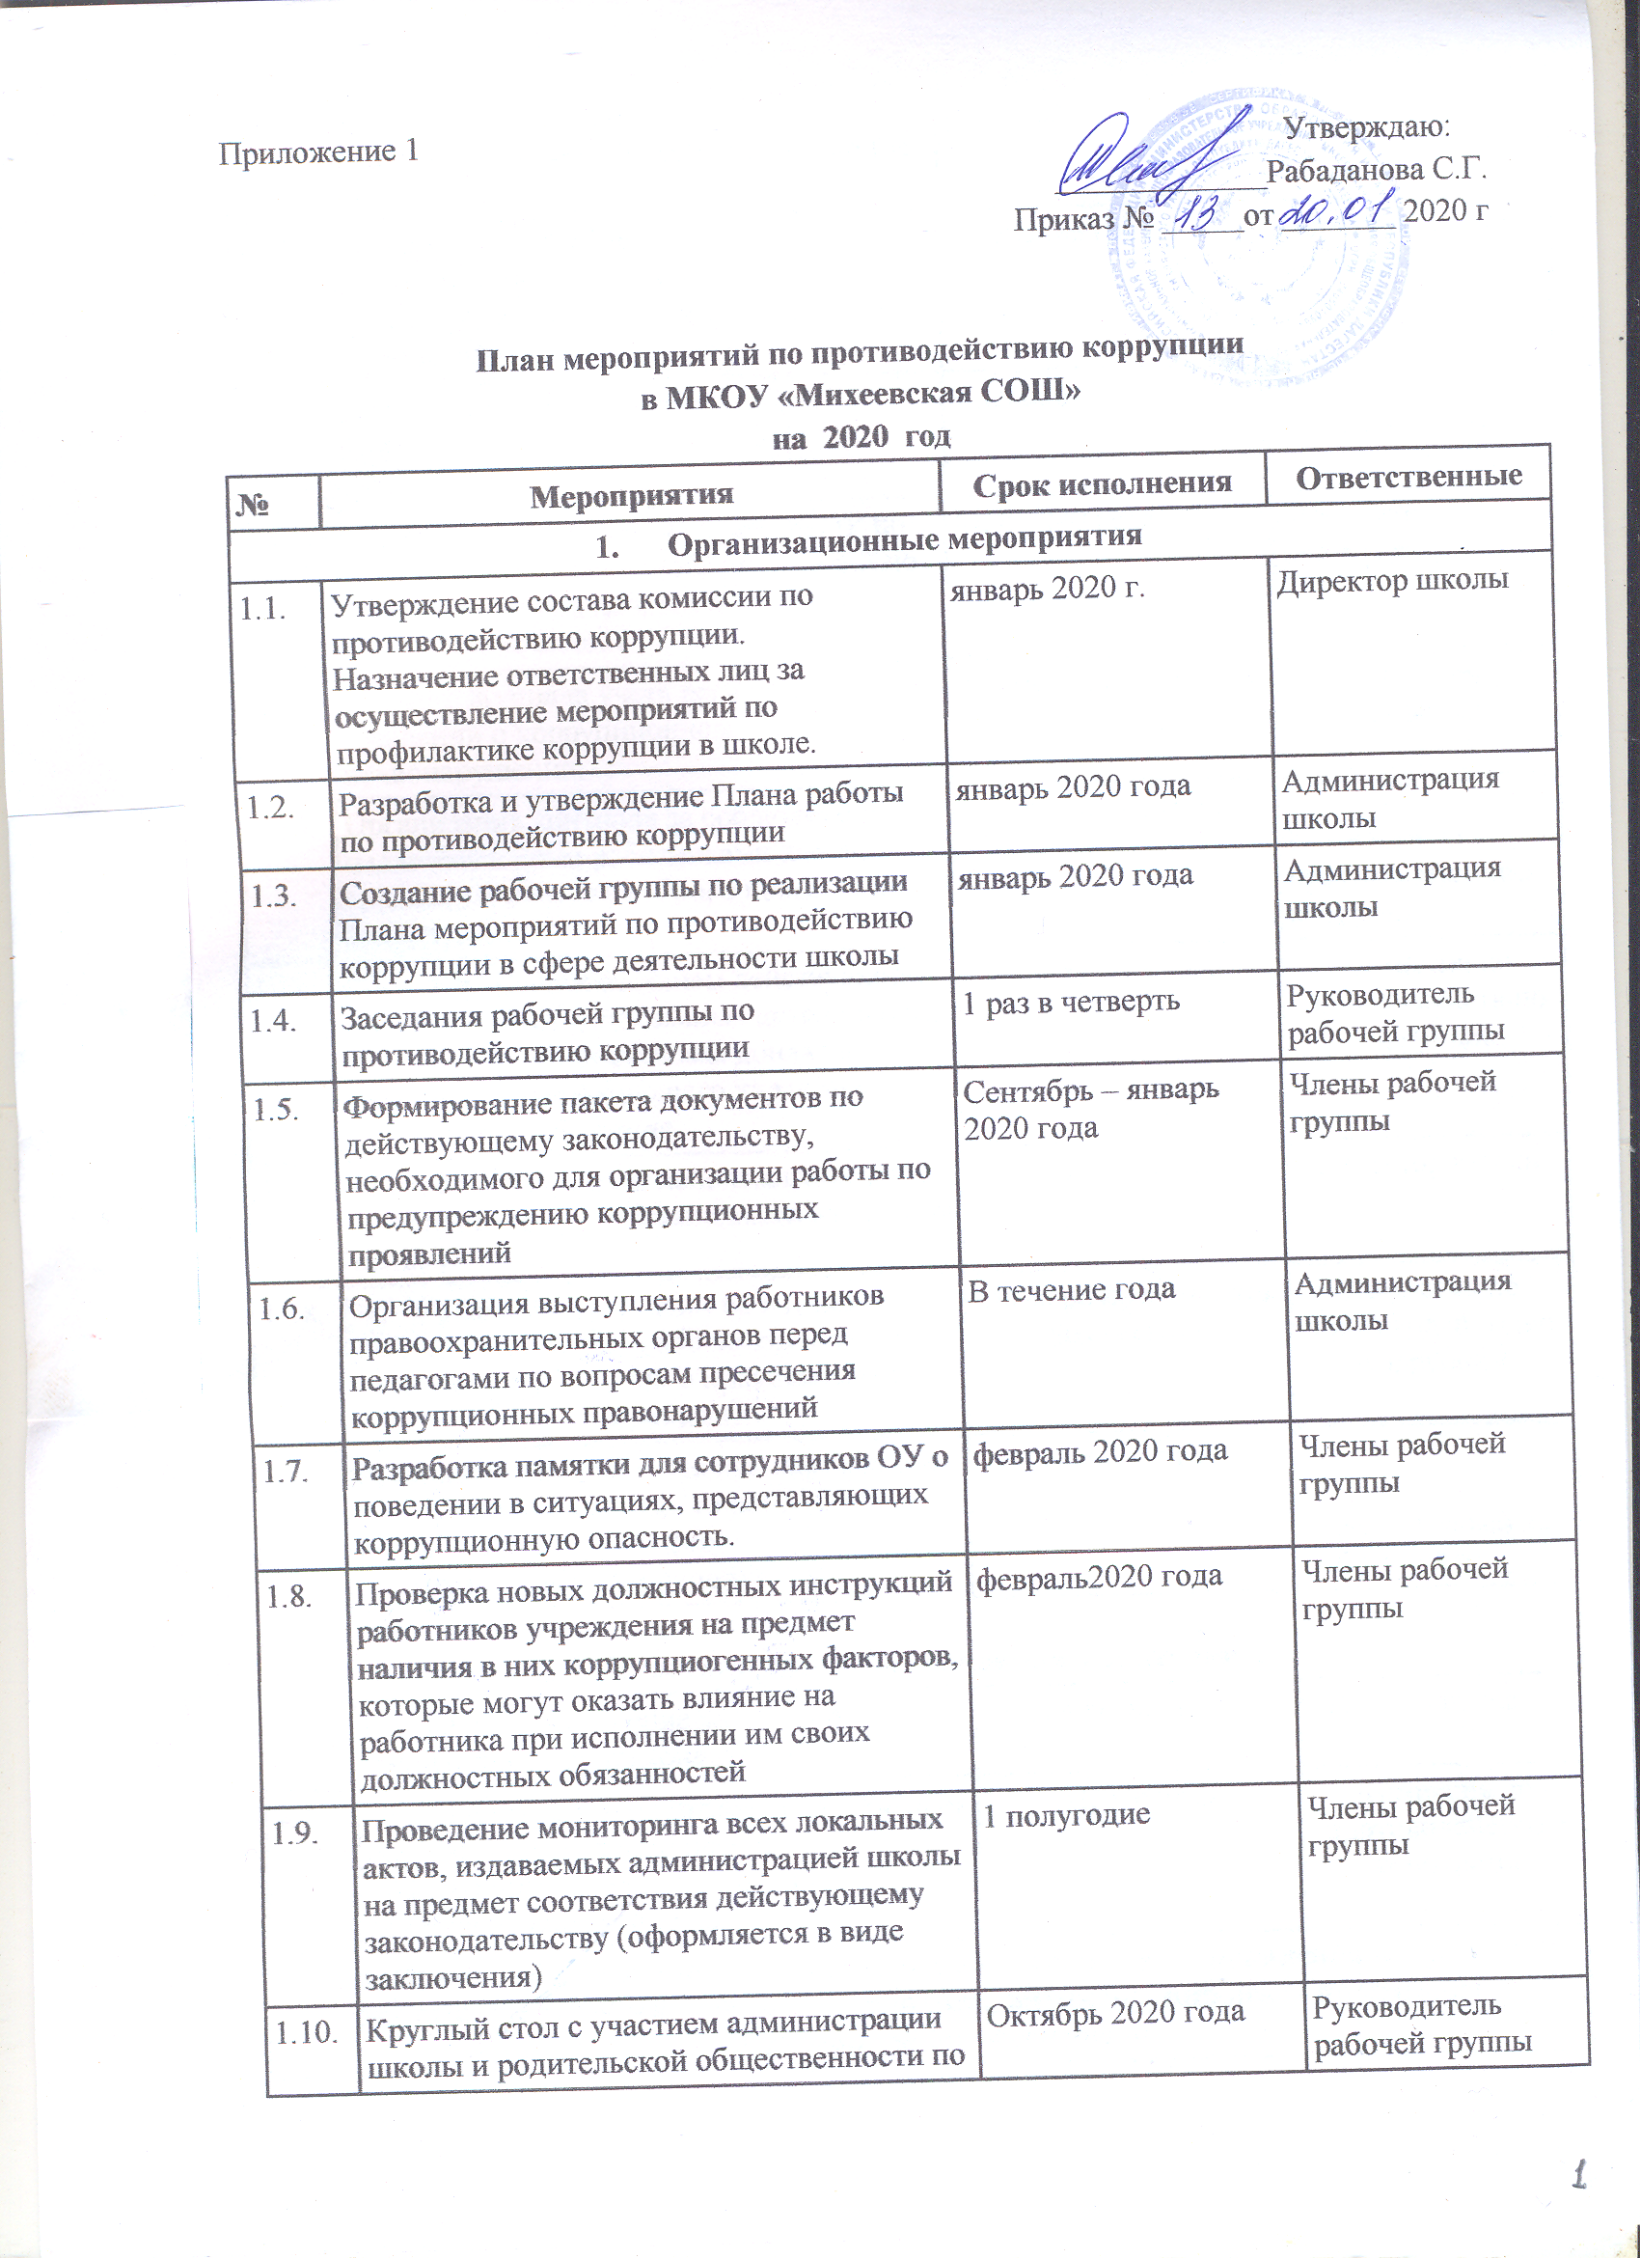 Приложение 1
Утверждаю:
Рабаданова С.Г.
Приказ № 13 от 20.01 2020 г
План мероприятий по противодействию коррупции
в МКОУ «Михеевская СОШ»
на 2020 год
№ Мероприятия Срок исполнения Ответственные
1. Организационные мероприятия
1.1. Утверждение состава комиссии по январь 2020 г. Директор школы
противодействию коррупции.
Назначение ответственных лиц за
осуществление мероприятий по
профилактике коррупции в школе.
1.2. Разработка и утверждение Плана работы январь 2020 года Администрация
по противодействию коррупции школы
1.3. Создание рабочей группы по реализации январь 2020 года Администрация
Плана мероприятий по противодействию школы
коррупции в сфере деятельности школы
1.4. Заседания рабочей группы по 1 раз в четверть Руководитель
противодействию коррупции рабочей группы
1.5. Формирование пакета документов по Сентябрь – январь Члены рабочей
действующему законодательству, 2020 года группы
необходимого для организации работы по
предупреждению коррупционных
проявлений
1.6. Организация выступления работников В течение года Администрация
правоохранительных органов перед школы
педагогами по вопросам пресечения
коррупционных правонарушений
1.7. Разработка памятки для сотрудников ОУ о февраль 2020 года Члены рабочей
поведении в ситуациях, представляющих группы
коррупционную опасность.
1.8. Проверка новых должностных инструкций февраль2020 года Члены рабочей
работников учреждения на предмет группы
наличия в них коррупциогенных факторов,
которые могут оказать влияние на
работника при исполнении им своих
должностных обязанностей
1.9. Проведение мониторинга всех локальных 1 полугодие Члены рабочей
актов, издаваемых администрацией школы группы
на предмет соответствия действующему
законодательству (оформляется в виде
заключения)
1.10. Круглый стол с участием администрации Октябрь 2020 года Руководитель
школы и родительской общественности по рабочей группы
1